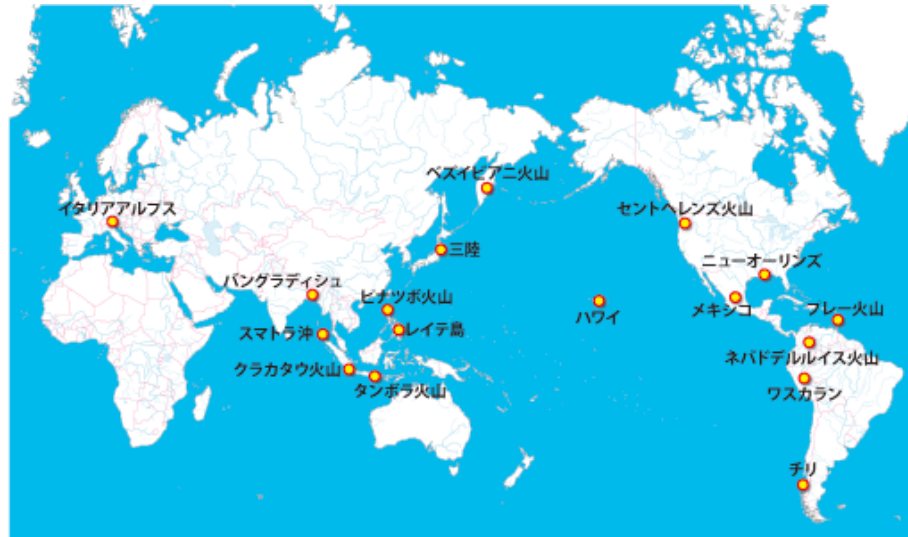 ベズイビアニ火山
イタリアアルプス
セントヘレンズ火山
三陸
ニューオーリンズ
バングラディシュ
ピナツボ火山
メキシコ
プレー火山
ハワイ
レイテ島
スマトラ沖
ネバドデルルイス火山
クラカタウ火山
タンボラ火山
ワスカラン
チリ